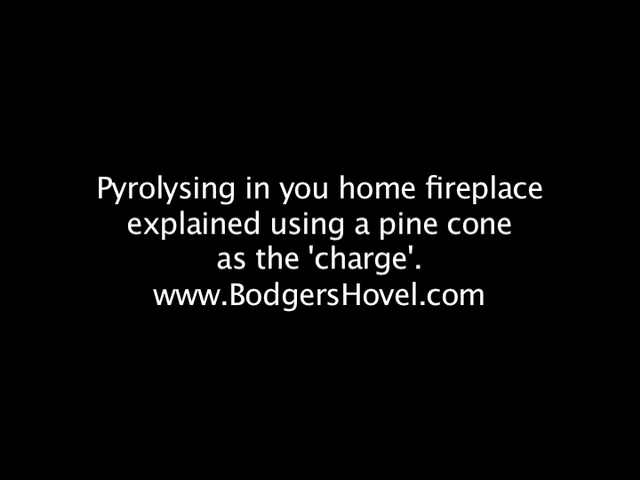 Pyrolysing in you home fireplace
explained using a pine cone
as the 'charge'.
www.BodgersHovel.com